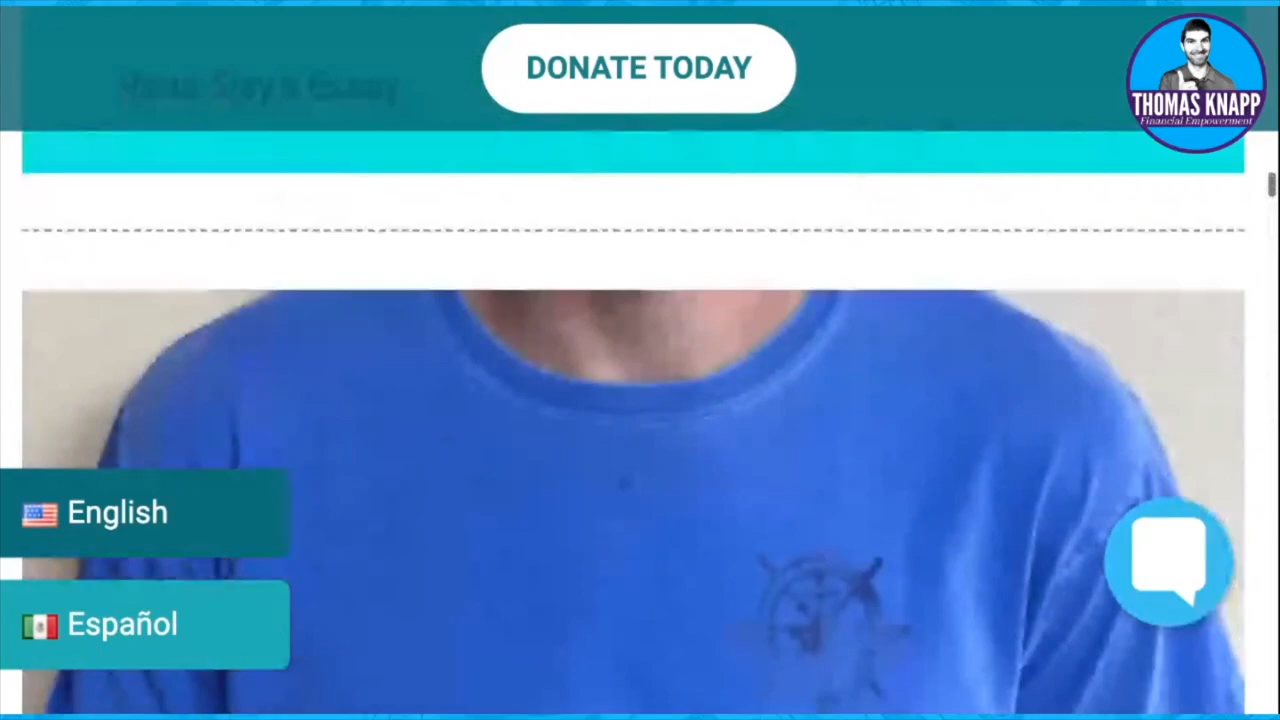 DONATE TODAY
THOMAS KNAPP
Financial Empowerment
English
Español